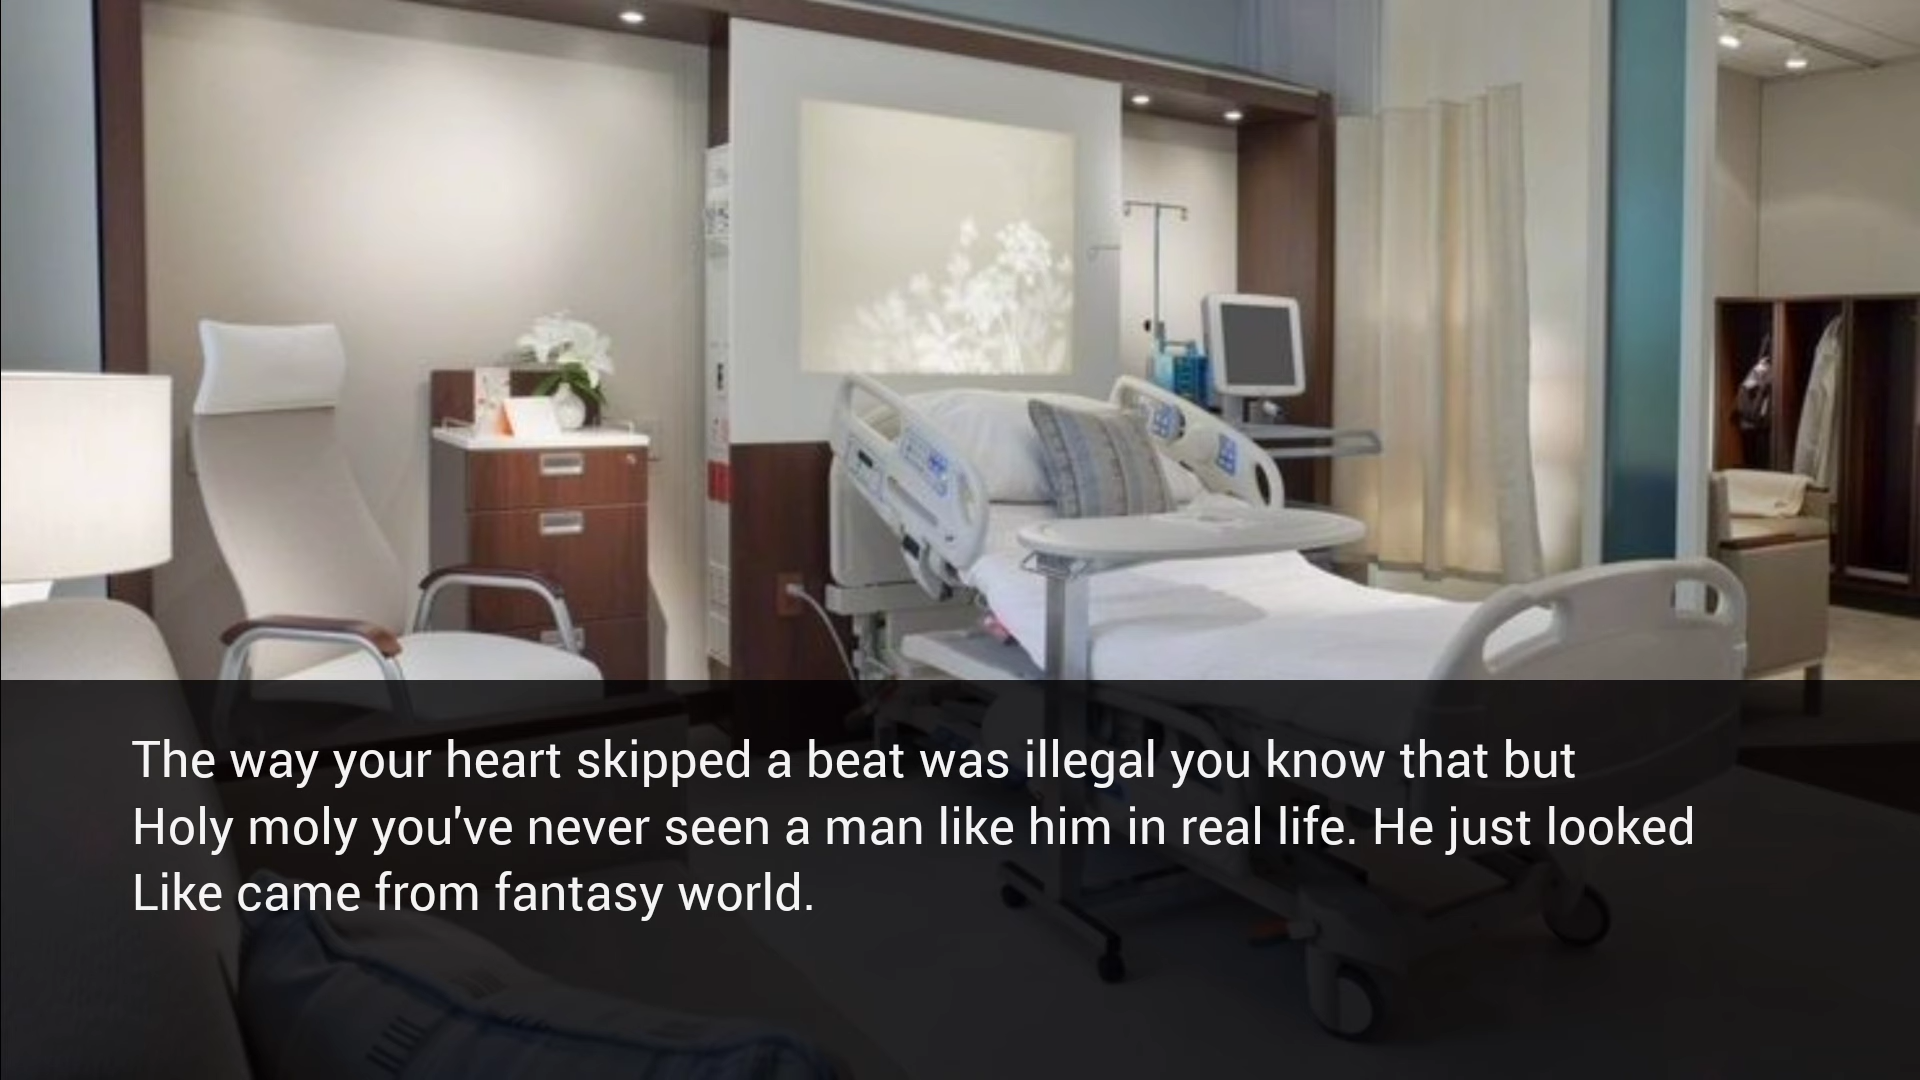 The way your heart skipped a beat was illegal you know that but
Holy moly you've never seen a man like him in real life. He just looked
Like came from fantasy world.